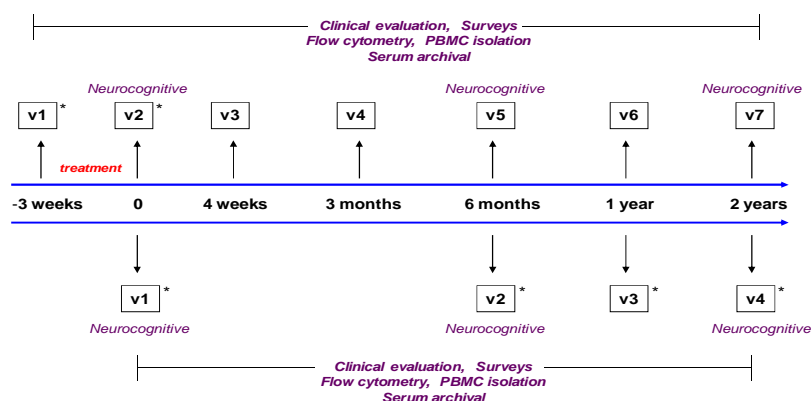 Clinical evaluation, Surveys
Flow cytometry, PBMC isolation
Serum archival
Neurocognitive Neurocognitive Neurocognitive
v1 * v2 * v3 v4 v5 v6 v7
treatment
-3 weeks 0 4 weeks 3 months 6 months 1 year 2 years
v1 * v2 * v3 * v4 *
Neurocognitive Neurocognitive Neurocognitive
Clinical evaluation, Surveys
Flow cytometry, PBMC isolation
Serum archival